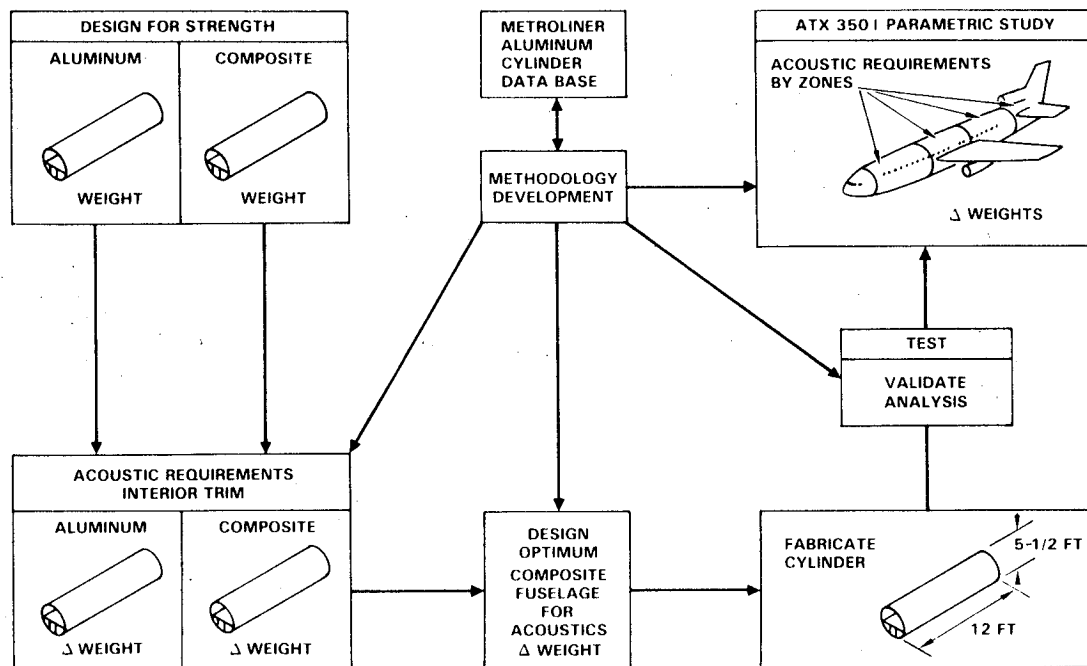 DESIGN FOR STRENGTH
ALUMINUM
WEIGHT
COMPOSITE
WEIGHT
METROLINER
ALUMINUM
CYLINDER
DATA BASE
METHODOLOGY
DEVELOPMENT
ATX 350 I PARAMETRIC STUDY
ACOUSTIC REQUIREMENTS
BY ZONES
Δ WEIGHTS
TEST
VALIDATE
ANALYSIS
ACOUSTIC REQUIREMENTS
INTERIOR TRIM
ALUMINUM
Δ WEIGHT
COMPOSITE
Δ WEIGHT
DESIGN
OPTIMUM
COMPOSITE
FUSELAGE
FOR
ACOUSTICS
Δ WEIGHT
FABRICATE
CYLINDER
5-1/2 FT
12 FT